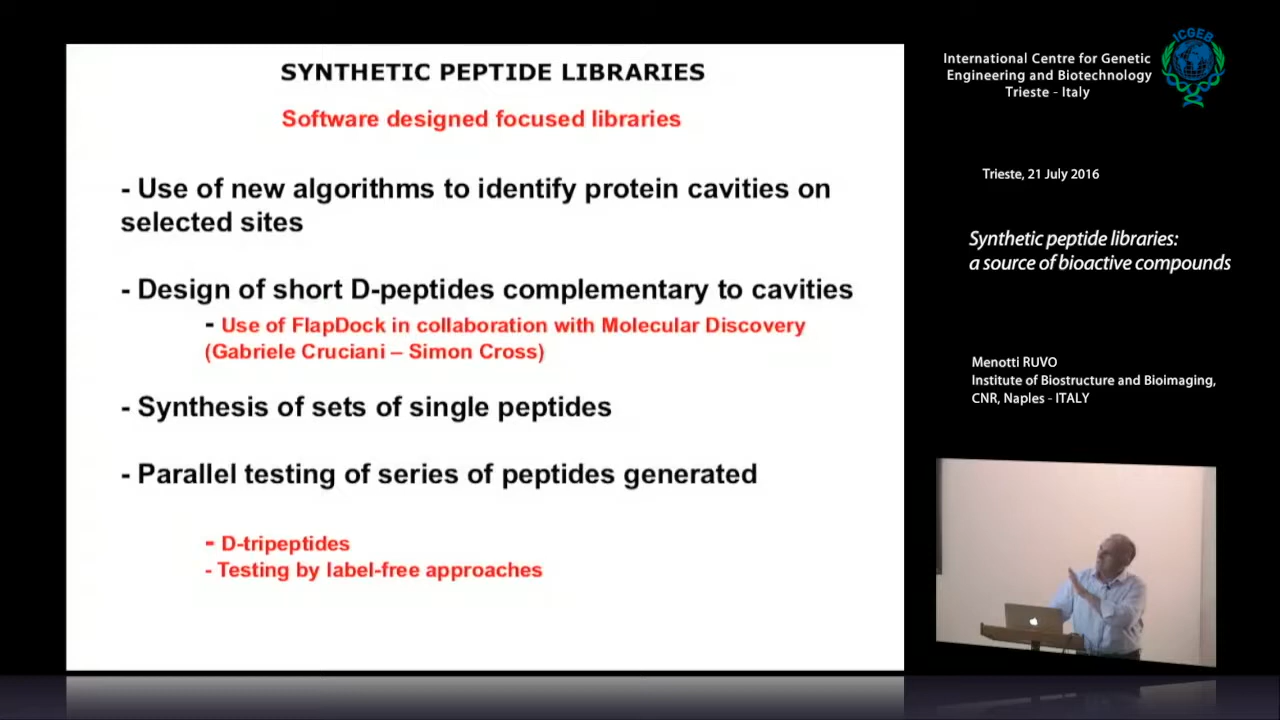 SYNTHETIC PEPTIDE LIBRARIES
Software designed focused libraries
- Use of new algorithms to identify protein cavities on
selected sites
- Design of short D-peptides complementary to cavities
- Use of FlapDock in collaboration with Molecular Discovery
(Gabriele Cruciani – Simon Cross)
- Synthesis of sets of single peptides
- Parallel testing of series of peptides generated
- D-tripeptides
- Testing by label-free approaches
International Centre for Genetic
Engineering and Biotechnology
Trieste - Italy
ICGEB
Trieste, 21 July 2016
Synthetic peptide libraries:
a source of bioactive compounds
Menotti RUVO
Institute of Biostructure and Bioimaging,
CNR, Naples - ITALY